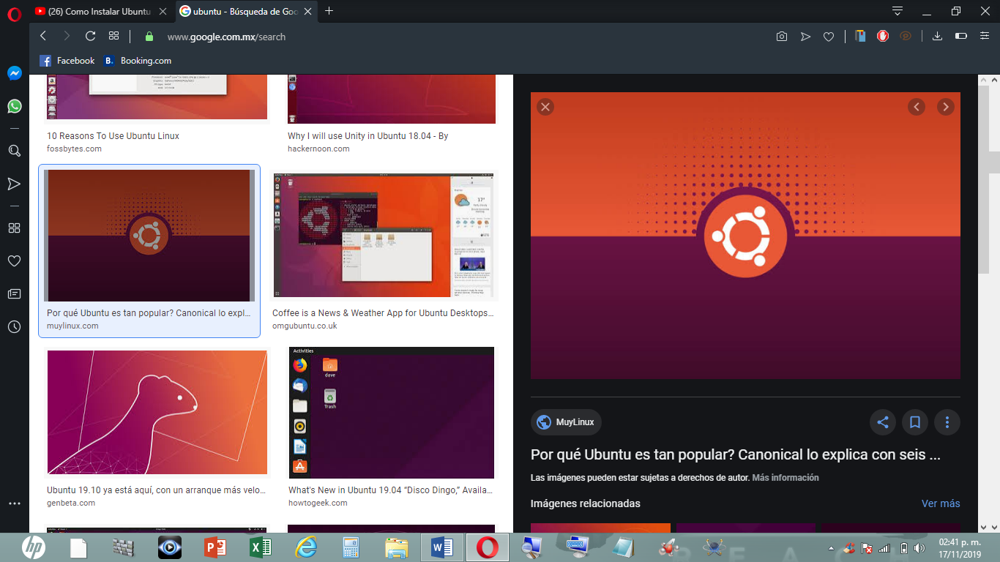 (26) Como Instalar Ubuntu
ubuntu - Búsqueda de Goo
www.google.com.mx/search
Facebook
Booking.com
10 Reasons To Use Ubuntu Linux
fossbytes.com
Why I will use Unity in Ubuntu 18.04 - By
hackernoon.com
Por qué Ubuntu es tan popular? Canonical lo expl...
muylinux.com
17°
Coffee is a News & Weather App for Ubuntu Desktops...
omgubuntu.co.uk
Ubuntu 19.10 ya está aquí, con un arranque más velo...
genbeta.com
Activities
dave
Trash
What's New in Ubuntu 19.04 “Disco Dingo,” Availa...
howtogeek.com
MuyLinux
Por qué Ubuntu es tan popular? Canonical lo explica con seis ...
Las imágenes pueden estar sujetas a derechos de autor. Más información
Imágenes relacionadas
Ver más
02:41 p. m.
17/11/2019